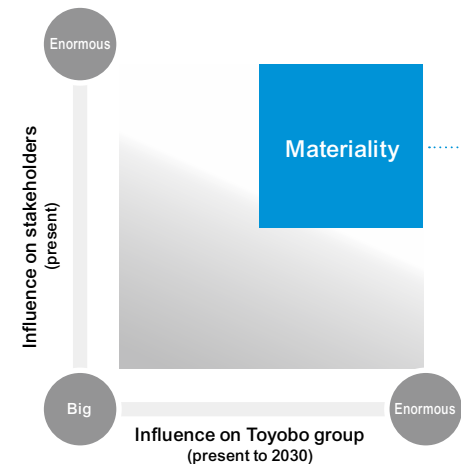 Enormous
Materiality
Influence on stakeholders
(present)
Big
Enormous
Influence on Toyobo group
(present to 2030)